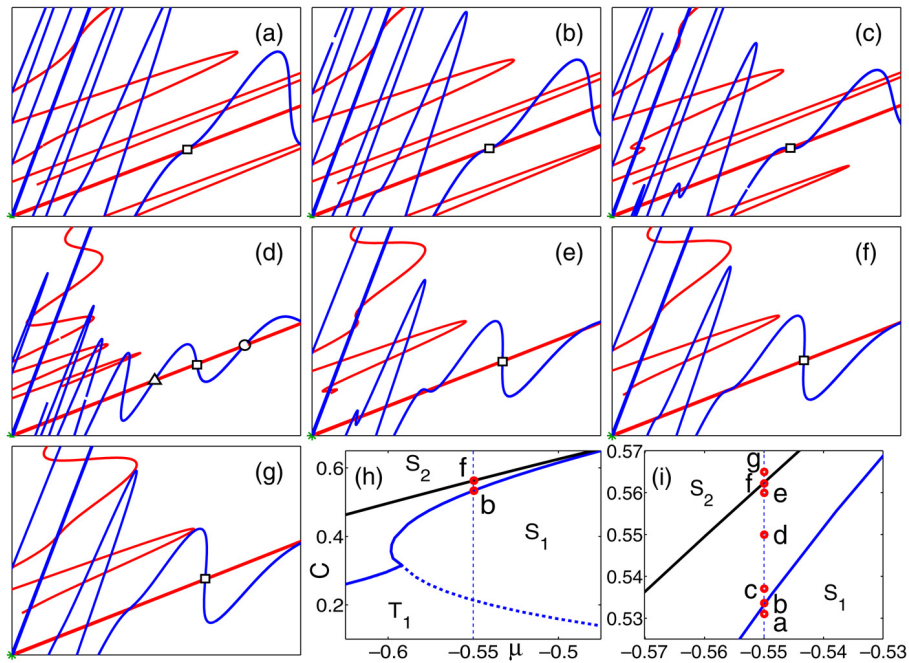 (a)
(b)
(c)
(d)
(e)
(f)
(g)
(h)
0.6
0.4
0.2
C
S2
f
b
S1
T1
−0.6
−0.55
μ
−0.5
(i)
0.57
0.56
0.55
0.54
0.53
S2
g
f
e
d
c
b
a
S1
−0.57
−0.56
−0.55
−0.54
−0.53